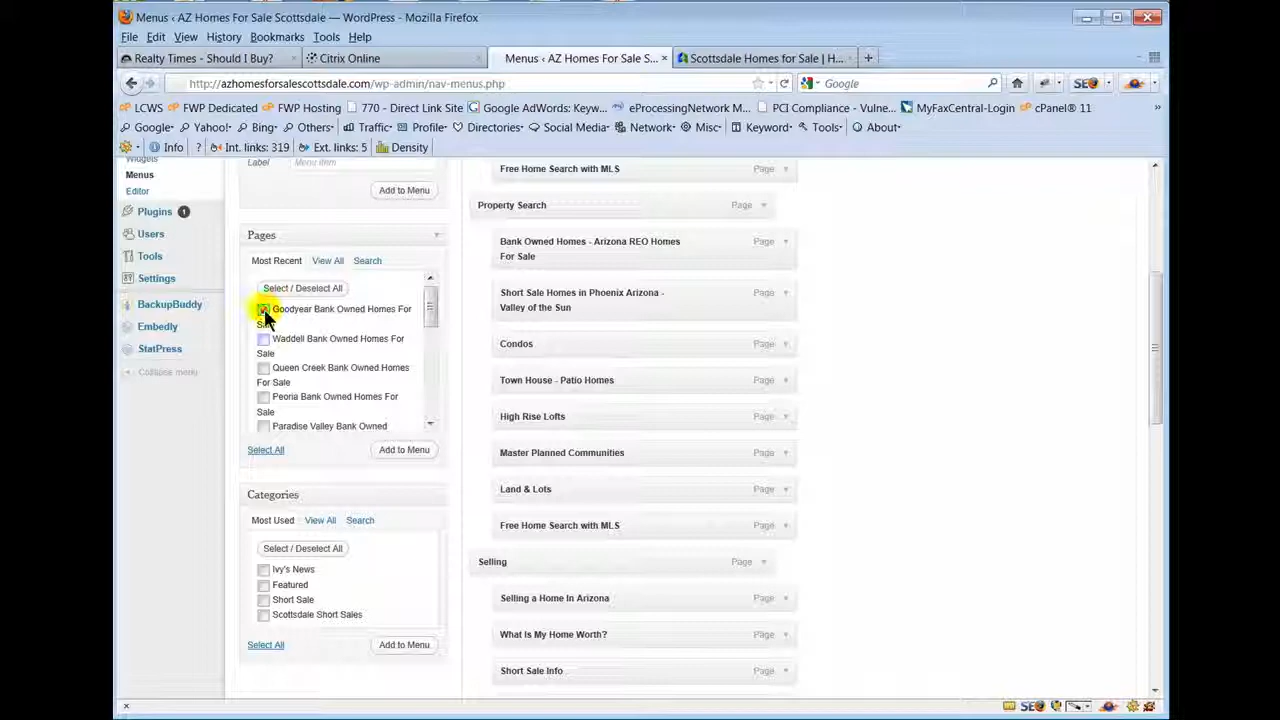 Menus ‹ AZ Homes For Sale Scottsdale — WordPress - Mozilla Firefox
File Edit View History Bookmarks Tools Help
Realty Times - Should I Buy? Citrix Online Menus ‹ AZ Homes For Sale S... Scottsdale Homes for Sale | H...
http://azhomesforsalescottsdale.com/wp-admin/nav-menus.php Google SEO
LCWS FWP Dedicated FWP Hosting 770 - Direct Link Site Google AdWords: Keyw... eProcessingNetwork M... PCI Compliance - Vulne... MyFaxCentral-Login cPanel® 11 »
Google Yahoo! Bing Others Traffic Profile Directories Social Media Network Misc Keyword Tools About
Info ? Int. links: 319 Ext. links: 5 Density
Widgets
Menus
Editor
Plugins 1
Users
Tools
Settings
BackupBuddy
Embedly
StatPress
Collapse menu
Label Menu Item
Add to Menu
Pages
Most Recent View All Search
Select / Deselect All
Goodyear Bank Owned Homes For
Sale
Waddell Bank Owned Homes For
Sale
Queen Creek Bank Owned Homes
For Sale
Peoria Bank Owned Homes For
Sale
Paradise Valley Bank Owned
Select All Add to Menu
Categories
Most Used View All Search
Select / Deselect All
Ivy's News
Featured
Short Sale
Scottsdale Short Sales
Select All Add to Menu
Free Home Search with MLS Page
Property Search Page
Bank Owned Homes - Arizona REO Homes Page
For Sale
Short Sale Homes in Phoenix Arizona - Page
Valley of the Sun
Condos Page
Town House - Patio Homes Page
High Rise Lofts Page
Master Planned Communities Page
Land & Lots Page
Free Home Search with MLS Page
Selling Page
Selling a Home In Arizona Page
What Is My Home Worth? Page
Short Sale Info Page
x SEO